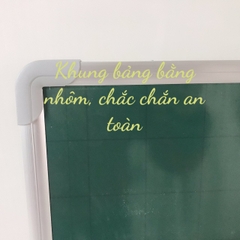 Khung bảng bằng
nhôm, chắc chắn an
toàn